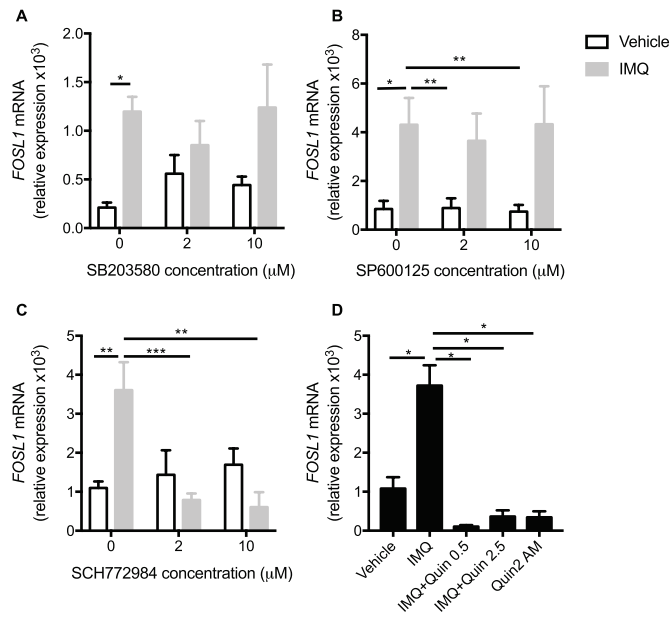 A
FOSL1 mRNA
(relative expression x10³)
2.0
1.5
1.0
0.5
0.0
*
0
2
10
SB203580 concentration (μM)
B
FOSL1 mRNA
(relative expression x10³)
8
6
4
2
0
**
*
**
0
2
10
SP600125 concentration (μM)
Vehicle
IMQ
C
FOSL1 mRNA
(relative expression x10³)
5
4
3
2
1
0
**
**
***
0
2
10
SCH772984 concentration (μM)
D
FOSL1 mRNA
(relative expression x10³)
5
4
3
2
1
0
*
*
*
*
Vehicle
IMQ
IMQ+Quin 0.5
IMQ+Quin 2.5
Quin2 AM